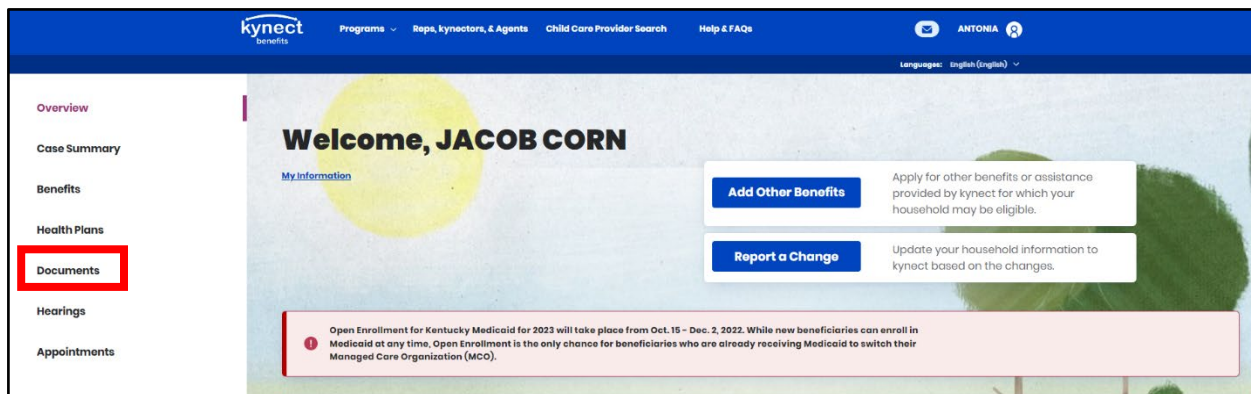 kynect
benefits
Programs
Reps, kynectors, & Agents
Child Care Provider Search
Help & FAQs
ANTONIA
Languages: English (English)
Overview
Case Summary
Benefits
Health Plans
Documents
Hearings
Appointments
Welcome, JACOB CORN
My Information
Add Other Benefits
Apply for other benefits or assistance
provided by kynect for which your
household may be eligible.
Report a Change
Update your household information to
kynect based on the changes.
Open Enrollment for Kentucky Medicaid for 2023 will take place from Oct. 15 - Dec. 2, 2022. While new beneficiaries can enroll in
Medicaid at any time, Open Enrollment is the only chance for beneficiaries who are already receiving Medicaid to switch their
Managed Care Organization (MCO).